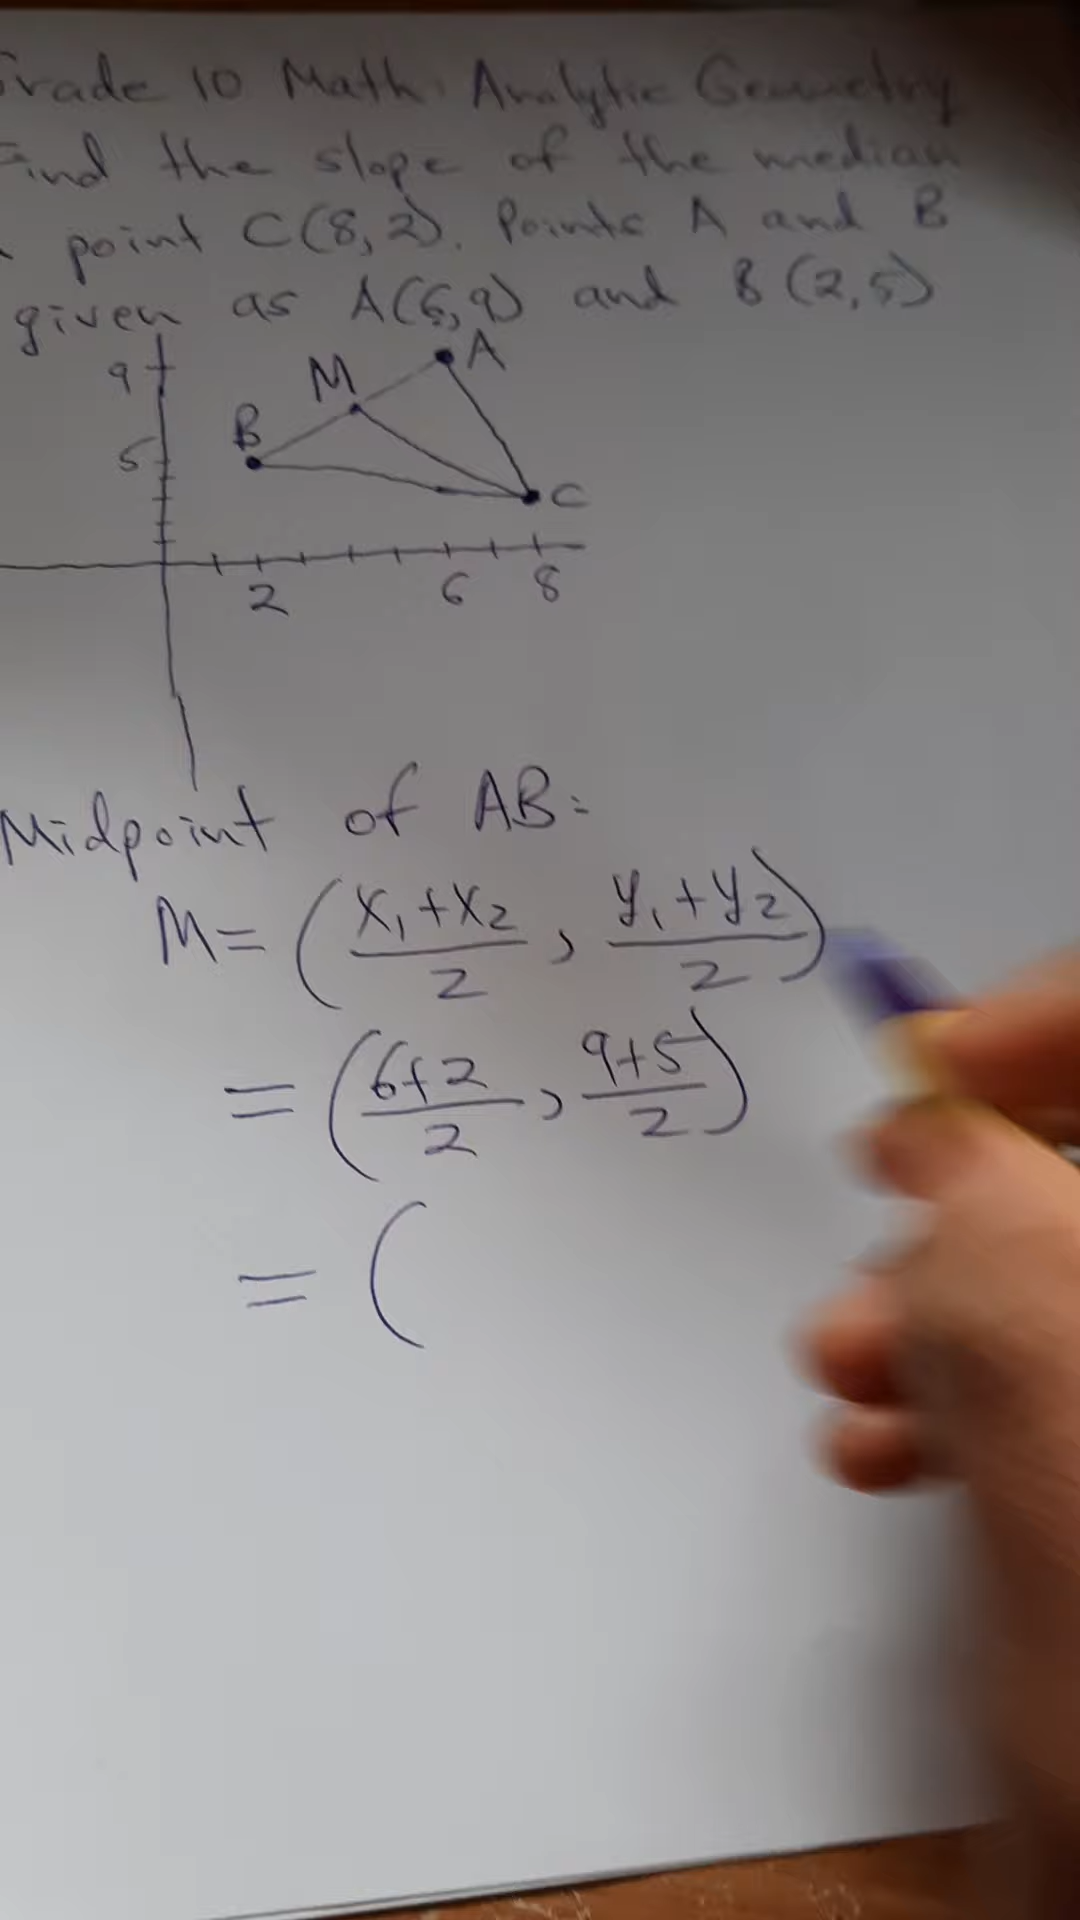 Grade 10 Math: Analytic Geometry
Find the slope of the median
point C(8,2). Points A and B
given as A(6,9) and B(2,5)
9
A
M
B
5
C
2 6 8
Midpoint of AB:
M= (x₁+x₂/2, y₁+y₂/2)
= (6+2/2, 9+5/2)
= (